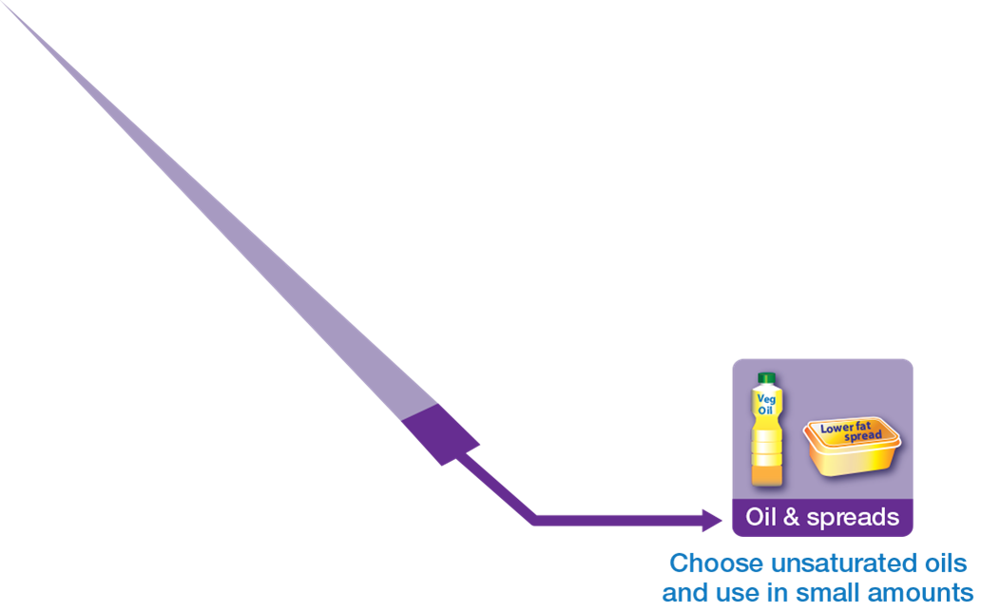 Veg
Oil
Lower fat
spread
Oil & spreads
Choose unsaturated oils
and use in small amounts